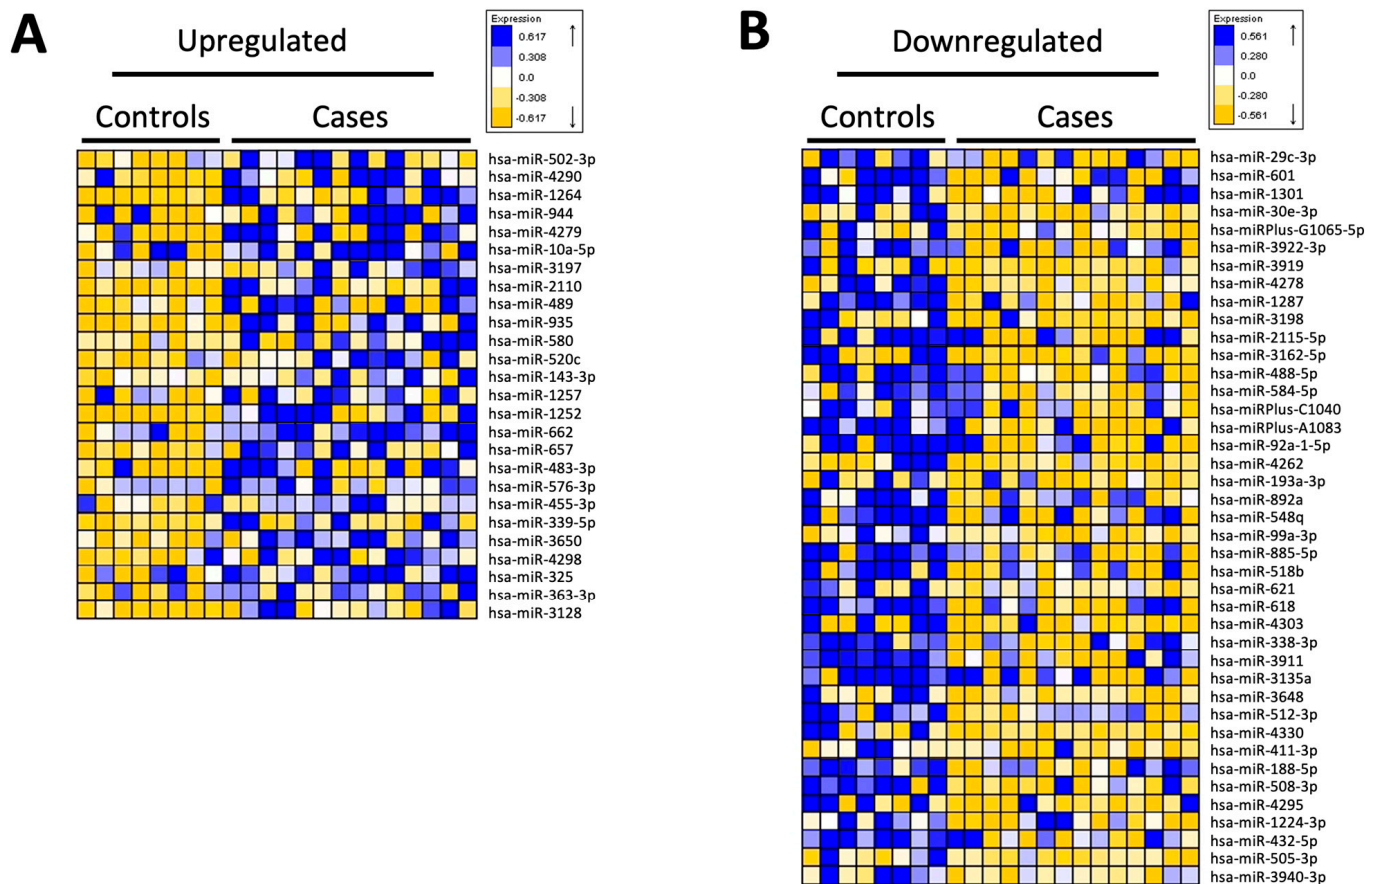 A
Upregulated
Controls
Cases
Expression
0.617
0.308
0.0
-0.308
-0.617
hsa-miR-502-3p
hsa-miR-4290
hsa-miR-1264
hsa-miR-944
hsa-miR-4279
hsa-miR-10a-5p
hsa-miR-3197
hsa-miR-2110
hsa-miR-489
hsa-miR-935
hsa-miR-580
hsa-miR-520c
hsa-miR-143-3p
hsa-miR-1257
hsa-miR-1252
hsa-miR-662
hsa-miR-657
hsa-miR-483-3p
hsa-miR-576-3p
hsa-miR-455-3p
hsa-miR-339-5p
hsa-miR-3650
hsa-miR-4298
hsa-miR-325
hsa-miR-363-3p
hsa-miR-3128
B
Downregulated
Controls
Cases
Expression
0.561
0.280
0.0
-0.280
-0.561
hsa-miR-29c-3p
hsa-miR-601
hsa-miR-1301
hsa-miR-30e-3p
hsa-miRPlus-G1065-5p
hsa-miR-3922-3p
hsa-miR-3919
hsa-miR-4278
hsa-miR-1287
hsa-miR-3198
hsa-miR-2115-5p
hsa-miR-3162-5p
hsa-miR-488-5p
hsa-miR-584-5p
hsa-miRPlus-C1040
hsa-miRPlus-A1083
hsa-miR-92a-1-5p
hsa-miR-4262
hsa-miR-193a-3p
hsa-miR-892a
hsa-miR-548q
hsa-miR-99a-3p
hsa-miR-885-5p
hsa-miR-518b
hsa-miR-621
hsa-miR-618
hsa-miR-4303
hsa-miR-338-3p
hsa-miR-3911
hsa-miR-3135a
hsa-miR-3648
hsa-miR-512-3p
hsa-miR-4330
hsa-miR-411-3p
hsa-miR-188-5p
hsa-miR-508-3p
hsa-miR-4295
hsa-miR-1224-3p
hsa-miR-432-5p
hsa-miR-505-3p
hsa-miR-3940-3p